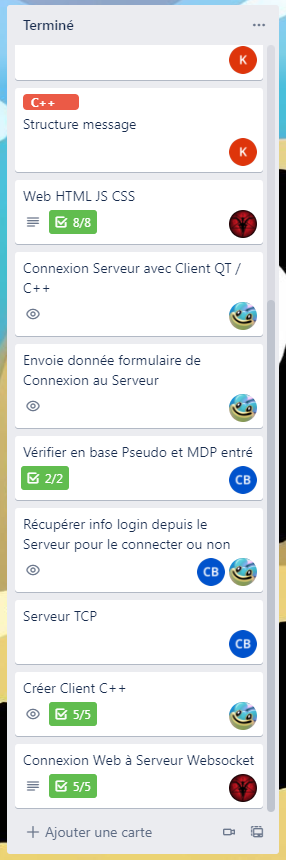 Terminé
K
C++
Structure message
K
Web HTML JS CSS
8/8
Connexion Serveur avec Client QT /
C++
Envoie donnée formulaire de
Connexion au Serveur
Vérifier en base Pseudo et MDP entré
2/2
CB
Récupérer info login depuis le
Serveur pour le connecter ou non
CB
Serveur TCP
CB
Créer Client C++
5/5
Connexion Web à Serveur Websocket
5/5
Ajouter une carte